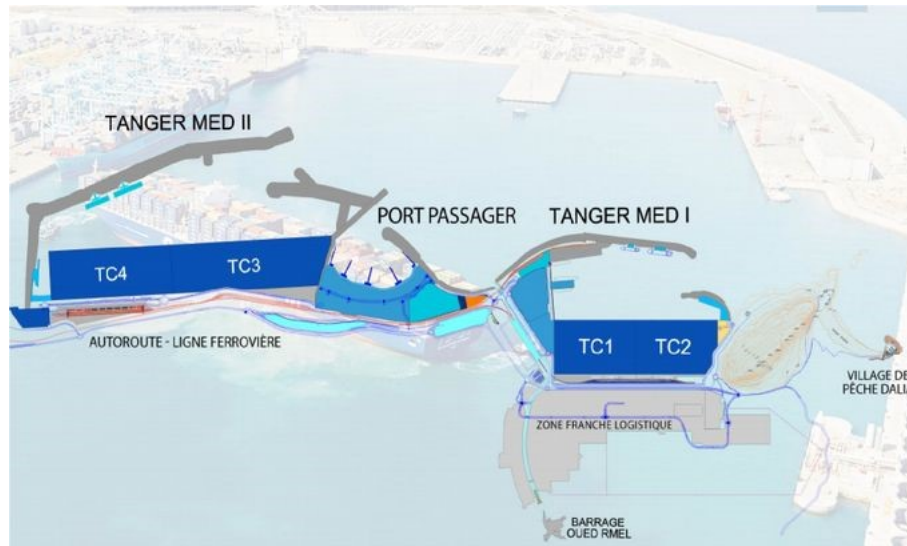 TANGER MED II
PORT PASSAGER
TANGER MED I
TC4
TC3
AUTOROUTE - LIGNE FERROVIÈRE
TC1
TC2
VILLAGE DE
PÊCHE DALIA
ZONE FRANCHE LOGISTIQUE
BARRAGE
OUED RMEL